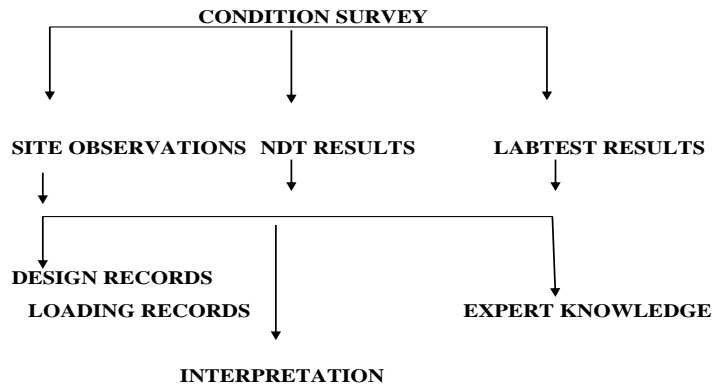 CONDITION SURVEY
SITE OBSERVATIONS NDT RESULTS LABTEST RESULTS
DESIGN RECORDS
LOADING RECORDS EXPERT KNOWLEDGE
INTERPRETATION